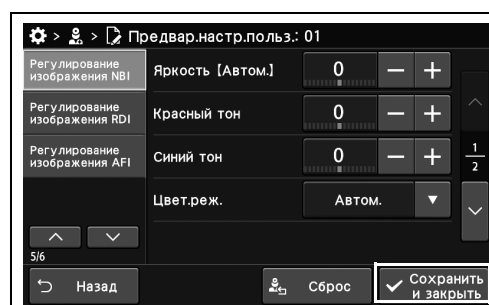 > > Предвар.настр.польз.: 01
Регулирование
изображения NBI
Яркость [Автом.]
0
− +
Регулирование
изображения RDI
Красный тон
0
− +
Регулирование
изображения AFI
Синий тон
0
− +
1
2
Цвет.реж.
Автом.
5/6
Назад
Сброс
Сохранить
и закрыть